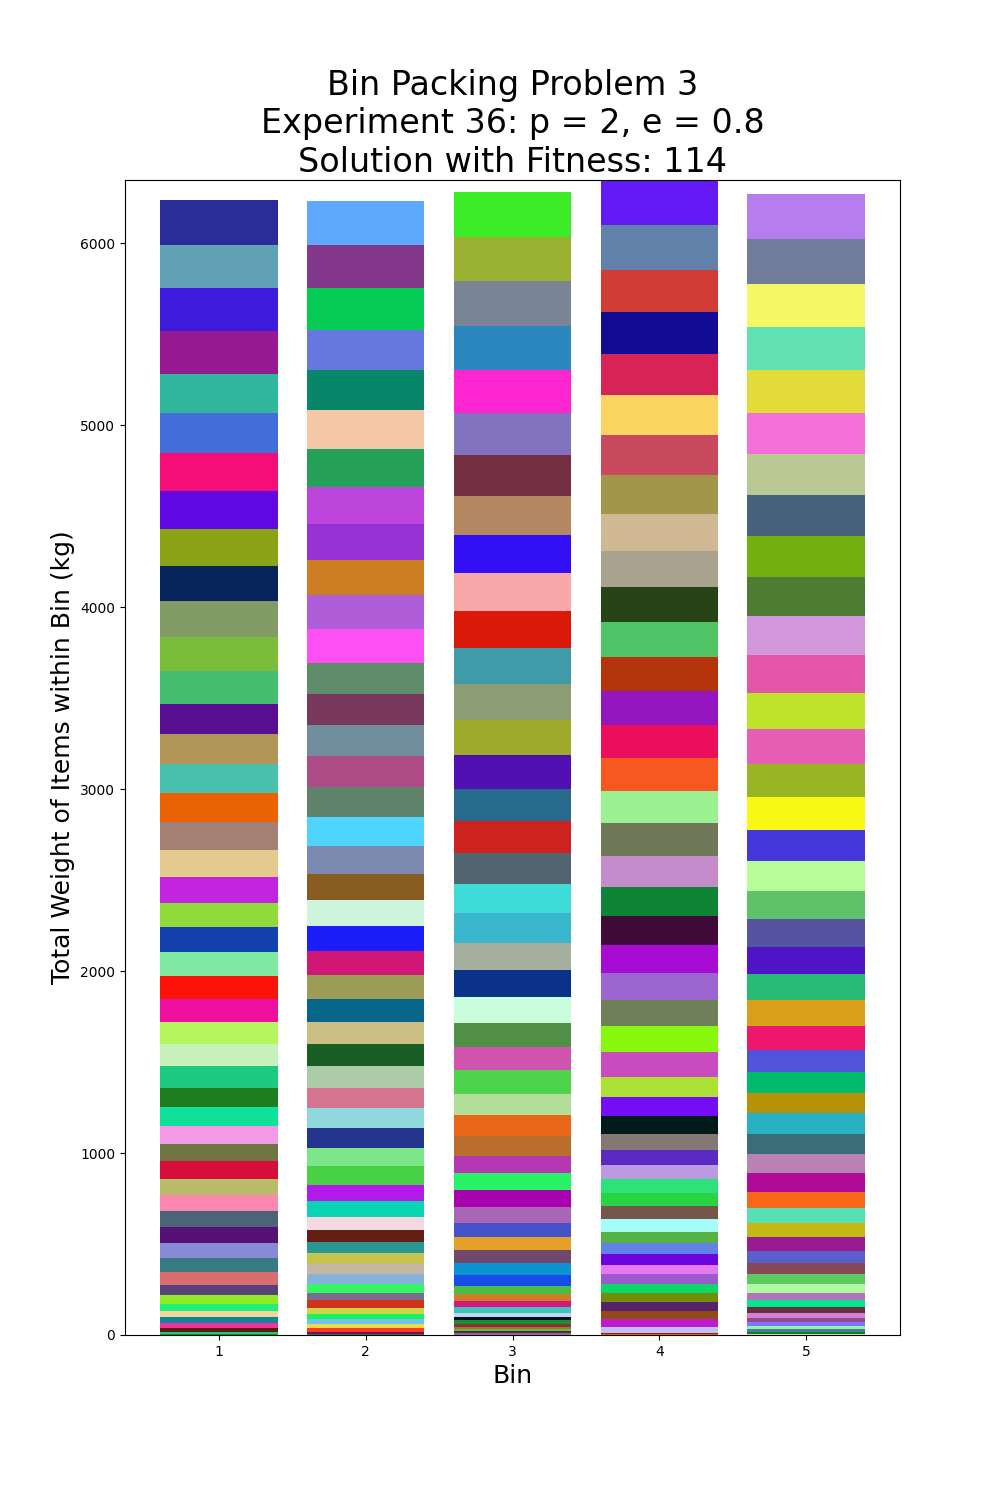 Bin Packing Problem 3
Experiment 36: p = 2, e = 0.8
Solution with Fitness: 114
6000
5000
4000
3000
2000
1000
0
Total Weight of Items within Bin (kg)
1 2 3 4 5
Bin